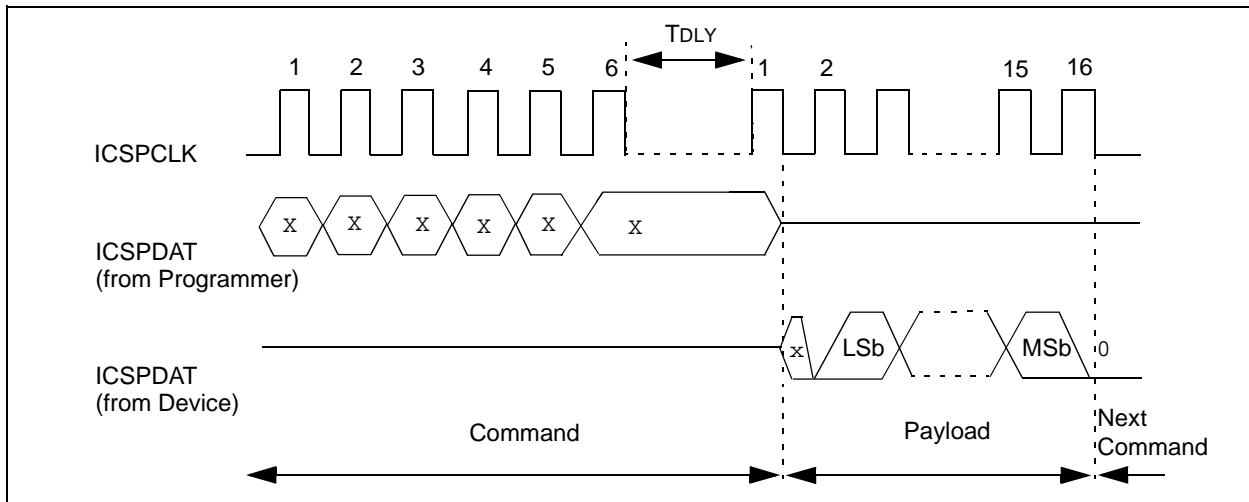 TDLY
1 2 3 4 5 6 1 2 15 16
ICSPCLK
x x x x x x
ICSPDAT
(from Programmer)
x LSb MSb 0
ICSPDAT
(from Device)
Command Payload Next
Command